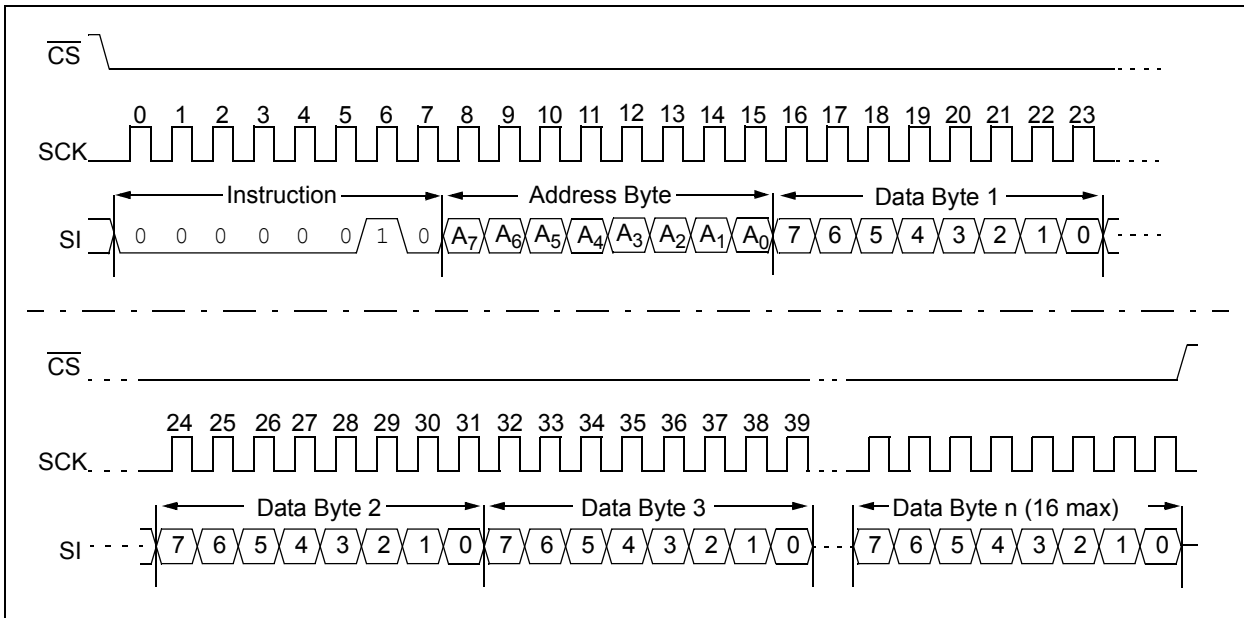 CS
0 1 2 3 4 5 6 7 8 9 10 11 12 13 14 15 16 17 18 19 20 21 22 23
SCK
Instruction Address Byte Data Byte 1
SI 0 0 0 0 0 0 1 0 A7 A6 A5 A4 A3 A2 A1 A0 7 6 5 4 3 2 1 0
CS
24 25 26 27 28 29 30 31 32 33 34 35 36 37 38 39
SCK
Data Byte 2 Data Byte 3 Data Byte n (16 max)
SI 7 6 5 4 3 2 1 0 7 6 5 4 3 2 1 0 7 6 5 4 3 2 1 0